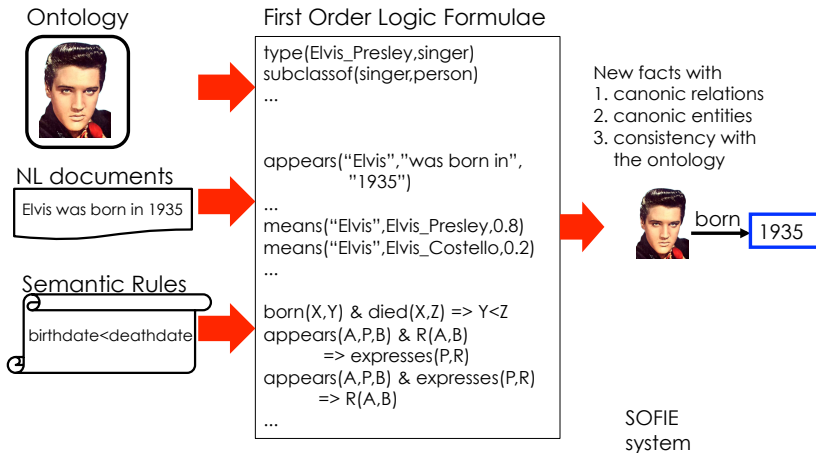 Ontology
First Order Logic Formulae
type(Elvis_Presley,singer)
subclassof(singer,person)
...
appears(“Elvis”,”was born in”,
”1935”)
...
means(“Elvis”,Elvis_Presley,0.8)
means(“Elvis”,Elvis_Costello,0.2)
...
born(X,Y) & died(X,Z) => Y<Z
appears(A,P,B) & R(A,B)
=> expresses(P,R)
appears(A,P,B) & expresses(P,R)
=> R(A,B)
...
NL documents
Elvis was born in 1935
Semantic Rules
birthdate<deathdate
New facts with
1. canonic relations
2. canonic entities
3. consistency with
the ontology
born
1935
SOFIE
system